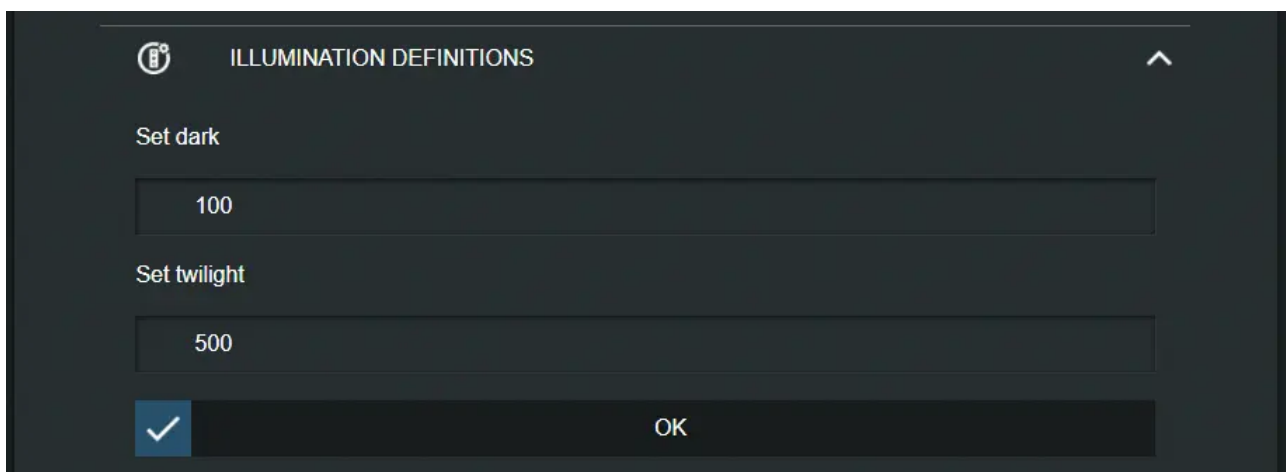 ILLUMINATION DEFINITIONS
Set dark
100
Set twilight
500
OK